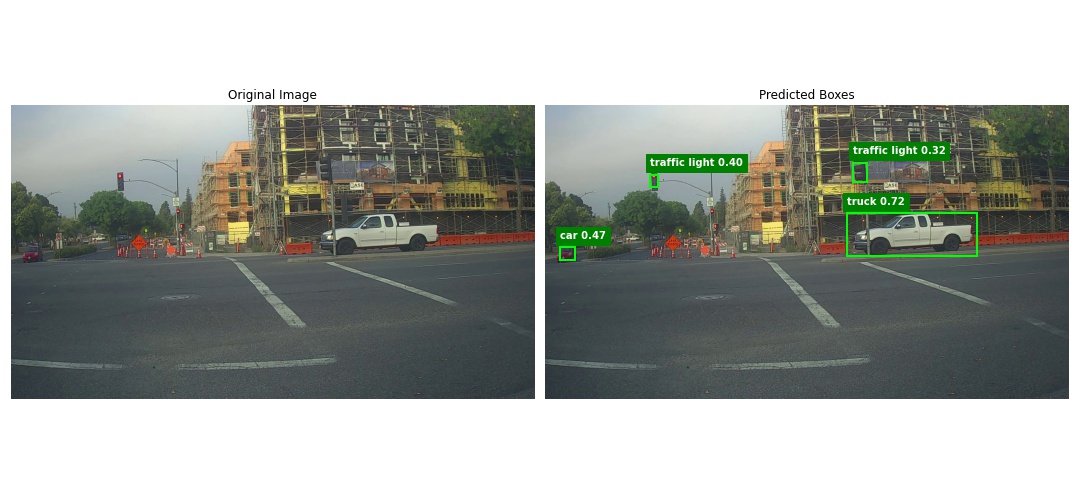 Original Image
Predicted Boxes
traffic light 0.40
traffic light 0.32
truck 0.72
car 0.47